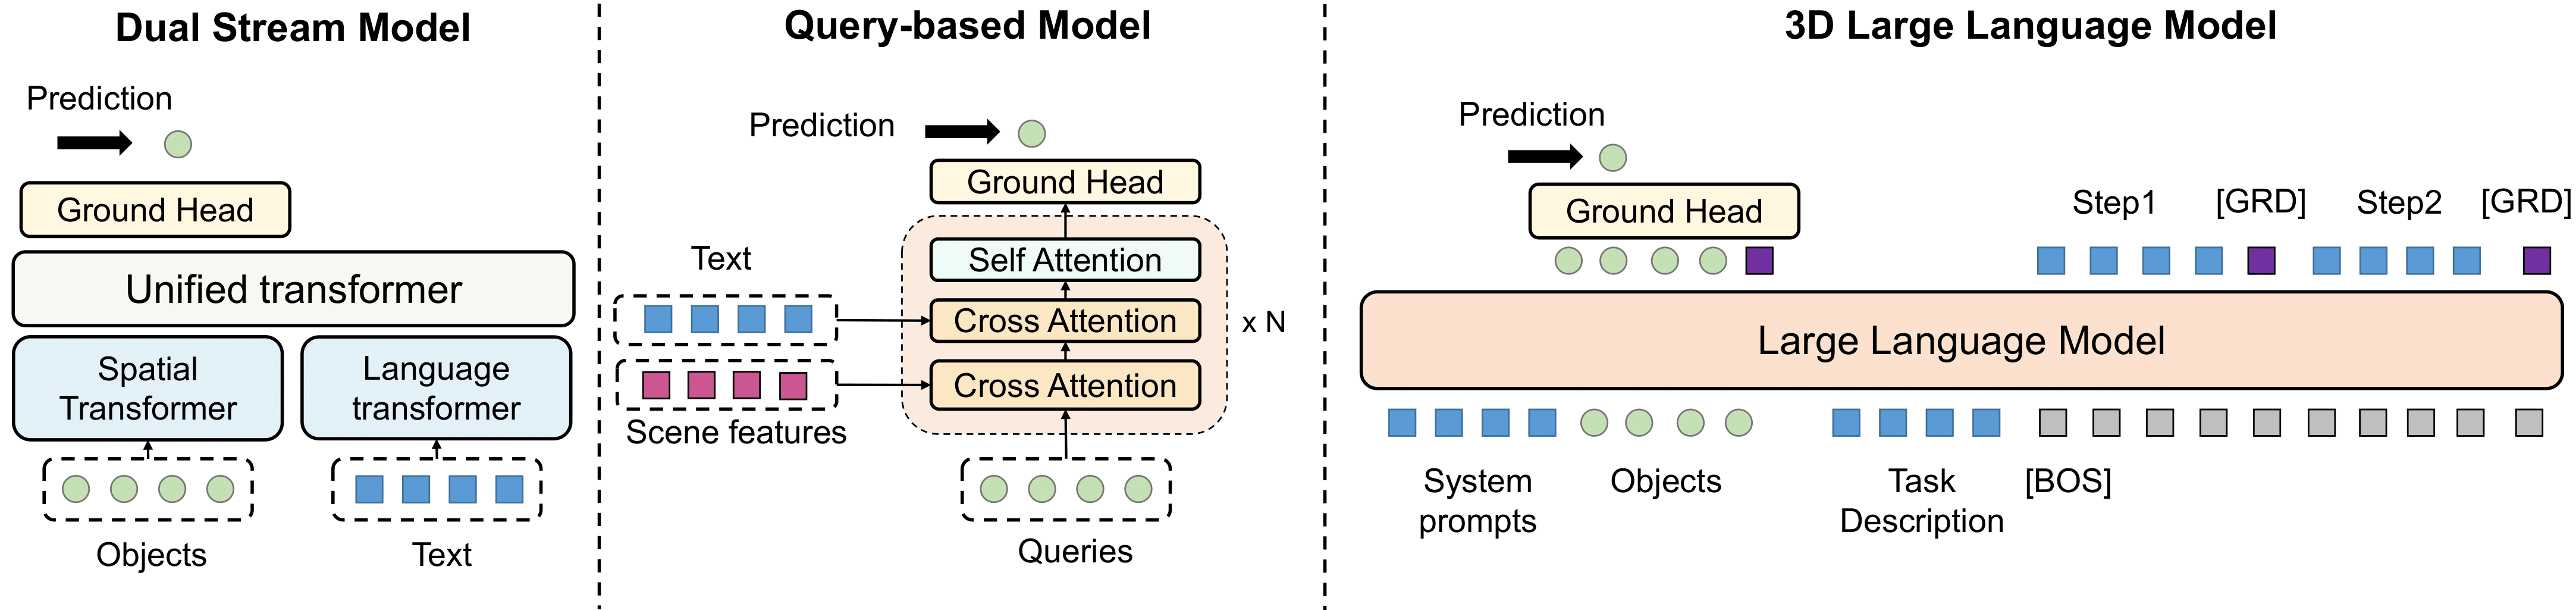 Dual Stream Model
Prediction
Ground Head
Unified transformer
Spatial
Transformer
Language
transformer
Objects
Text
Query-based Model
Prediction
Ground Head
Self Attention
Text
Cross Attention
x N
Cross Attention
Scene features
Queries
3D Large Language Model
Prediction
Ground Head
Step1 [GRD] Step2 [GRD]
Large Language Model
System
prompts
Objects
Task
Description
[BOS]